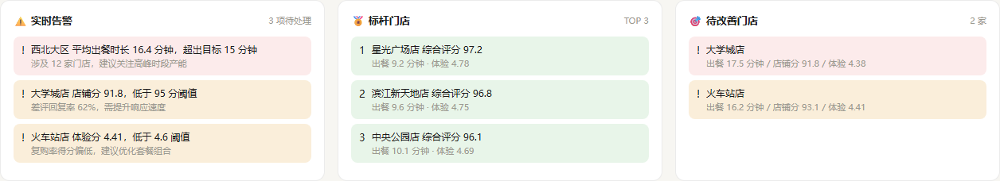 实时告警
3 项待处理
! 西北大区 平均出餐时长 16.4 分钟，超出目标 15 分钟
涉及 12 家门店，建议关注高峰时段产能
! 大学城店 店铺分 91.8，低于 95 分阈值
差评回复率 62%，需提升响应速度
! 火车站店 体验分 4.41，低于 4.6 阈值
复购率得分偏低，建议优化套餐组合
标杆门店
TOP 3
1 星光广场店 综合评分 97.2
出餐 9.2 分钟 · 体验 4.78
2 滨江新天地店 综合评分 96.8
出餐 9.6 分钟 · 体验 4.75
3 中央公园店 综合评分 96.1
出餐 10.1 分钟 · 体验 4.69
待改善门店
2 家
! 大学城店
出餐 17.5 分钟 / 店铺分 91.8 / 体验 4.38
! 火车站店
出餐 16.2 分钟 / 店铺分 93.1 / 体验 4.41